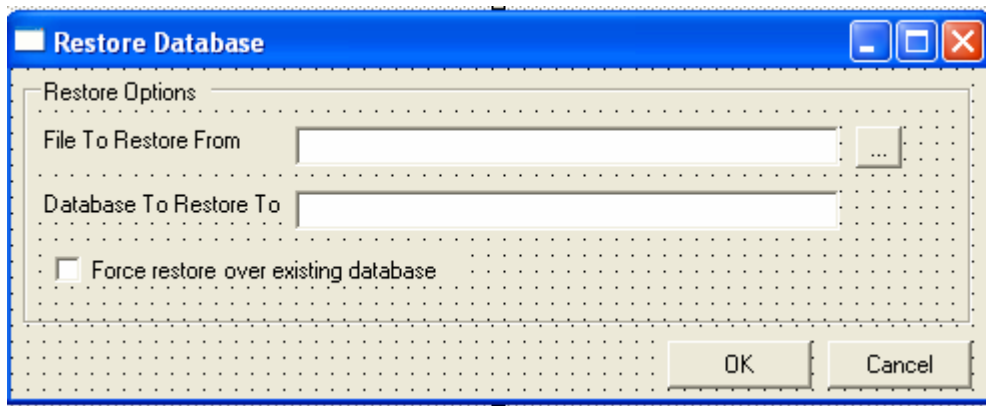 Restore Database
Restore Options
File To Restore From
...
Database To Restore To
Force restore over existing database
OK Cancel